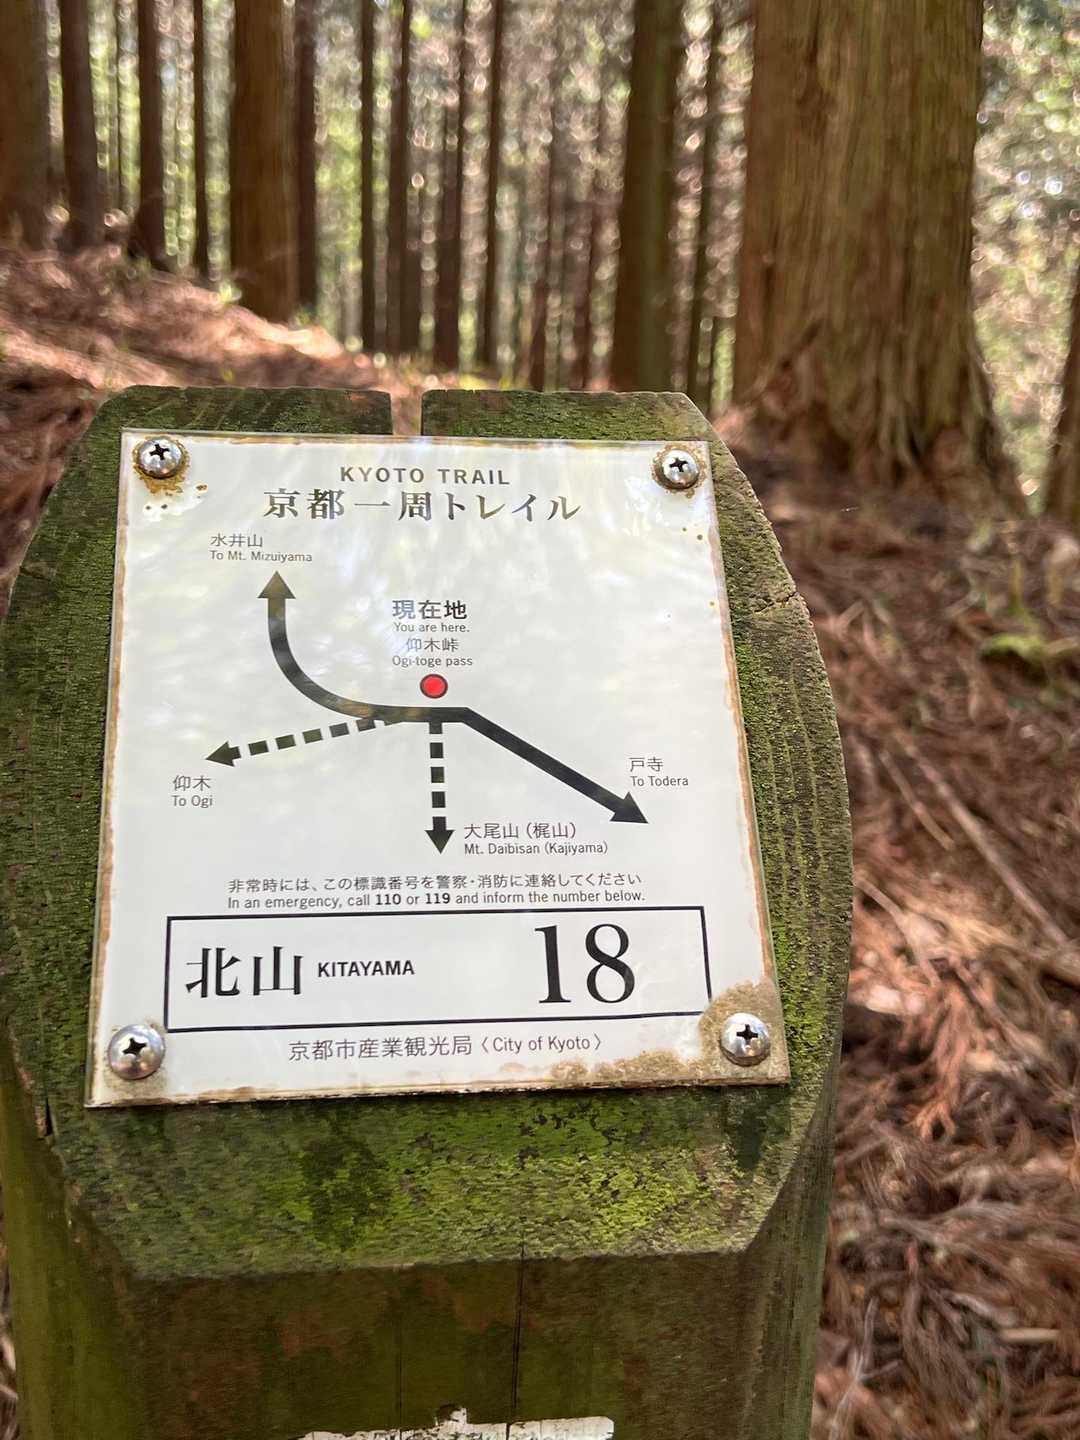 KYOTO TRAIL
京都一周トレイル
水井山
To Mt. Mizuiyama
現在地
You are here.
仰木峠
Ogi-toge pass
仰木
To Ogi
戸寺
To Todera
大尾山（梶山）
Mt. Daibisan (Kajiyama)
非常時には、この標識番号を警察・消防に連絡してください
In an emergency, call 110 or 119 and inform the number below.
北山 KITAYAMA 18
京都市産業観光局〈City of Kyoto〉